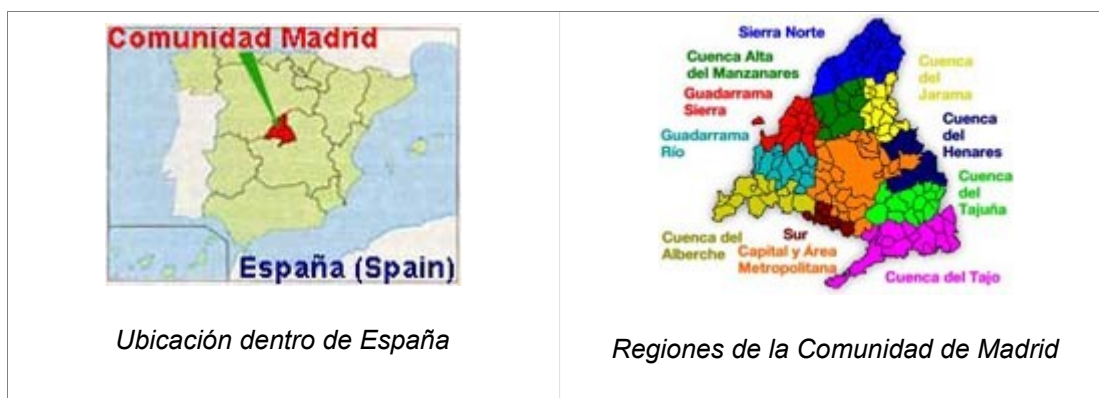 Comunidad Madrid
España (Spain)
Ubicación dentro de España
Sierra Norte
Cuenca Alta
del Manzanares
Cuenca
del
Jarama
Guadarrama
Sierra
Cuenca
del
Henares
Guadarrama
Río
Cuenca
del
Tajuña
Cuenca del
Alberche
Sur
Capital y Área
Metropolitana
Cuenca del Tajo
Regiones de la Comunidad de Madrid